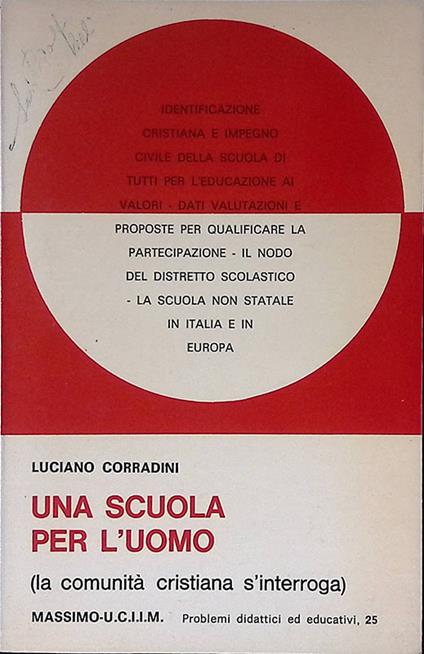 IDENTIFICAZIONE
CRISTIANA E IMPEGNO
CIVILE DELLA SCUOLA DI
TUTTI PER L'EDUCAZIONE AI
VALORI - DATI VALUTAZIONI E
PROPOSTE PER QUALIFICARE LA
PARTECIPAZIONE - IL NODO
DEL DISTRETTO SCOLASTICO
- LA SCUOLA NON STATALE
IN ITALIA E IN
EUROPA
LUCIANO CORRADINI
UNA SCUOLA
PER L'UOMO
(la comunità cristiana s'interroga)
MASSIMO-U.C.I.I.M. Problemi didattici ed educativi, 25